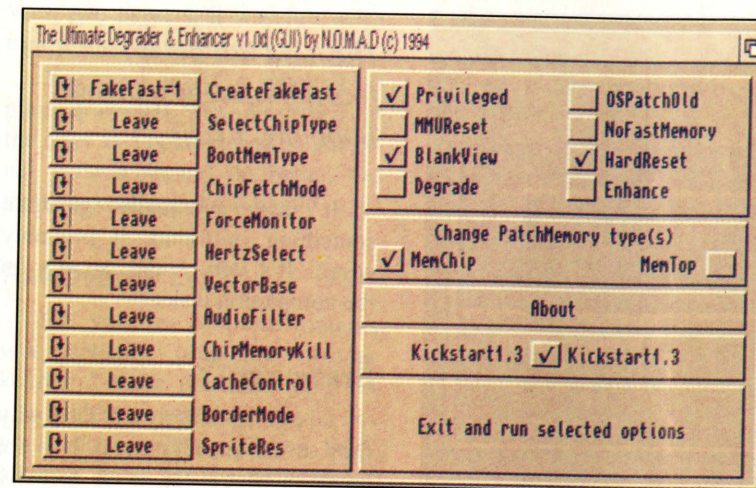 The Ultimate Degrader & Enhancer v1.0d (GUI) by N.O.M.A.D (c) 1994
FakeFast=1 CreateFakeFast
Leave SelectChipType
Leave BootMemType
Leave ChipFetchMode
Leave ForceMonitor
Leave HertzSelect
Leave VectorBase
Leave AudioFilter
Leave ChipMemoryKill
Leave CacheControl
Leave BorderMode
Leave SpriteRes
Privileged OSPatchOld
MMUReset NoFastMemory
BlankView HardReset
Degrade Enhance
Change PatchMemory type(s)
MemChip MemTop
About
Kickstart1.3 Kickstart1.3
Exit and run selected options